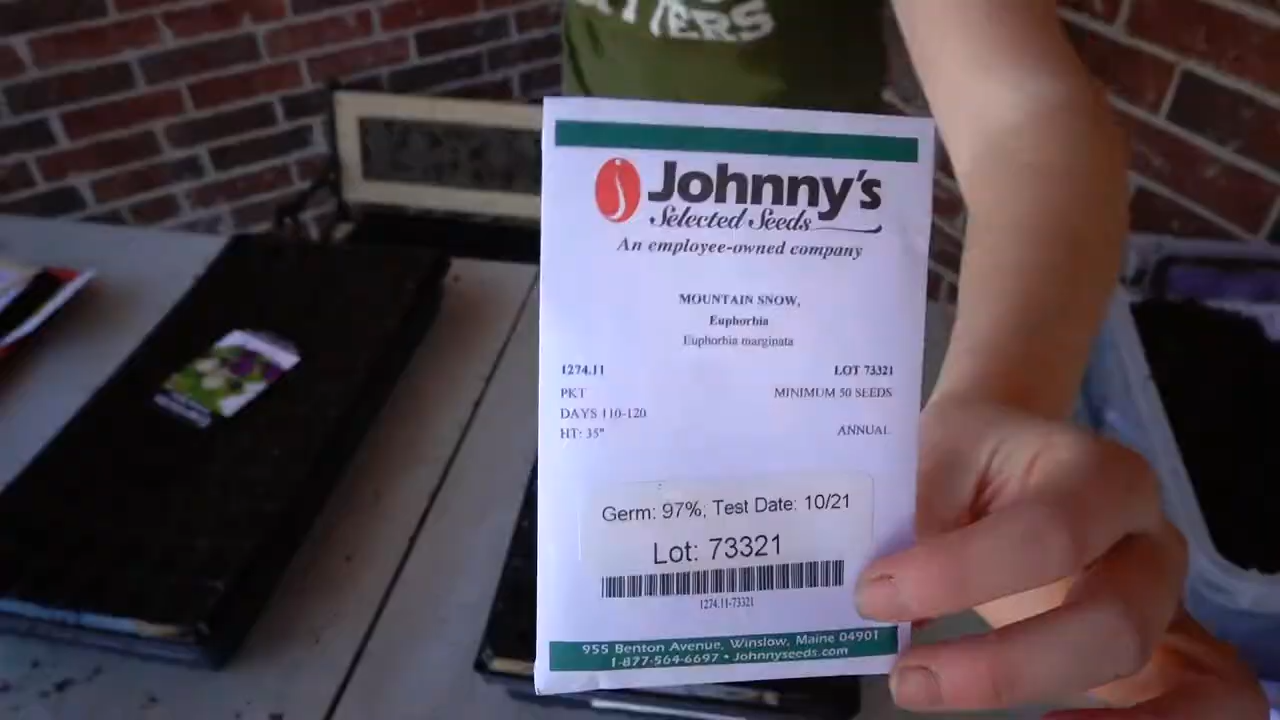 TTERS
Johnny's
Selected Seeds
An employee-owned company
MOUNTAIN SNOW,
Euphorbia
Euphorbia marginata
1274.11 LOT 73321
PKT MINIMUM 50 SEEDS
DAYS 110-120
HT: 35" ANNUAL
Germ: 97%; Test Date: 10/21
Lot: 73321
1274.11-73321
955 Benton Avenue, Winslow, Maine 04901
1-877-564-6697 • Johnnyseeds.com